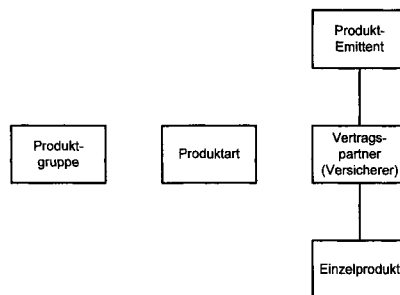 Produkt-
Emittent
Produkt-
gruppe
Produktart
Vertrags-
partner
(Versicherer)
Einzelprodukt